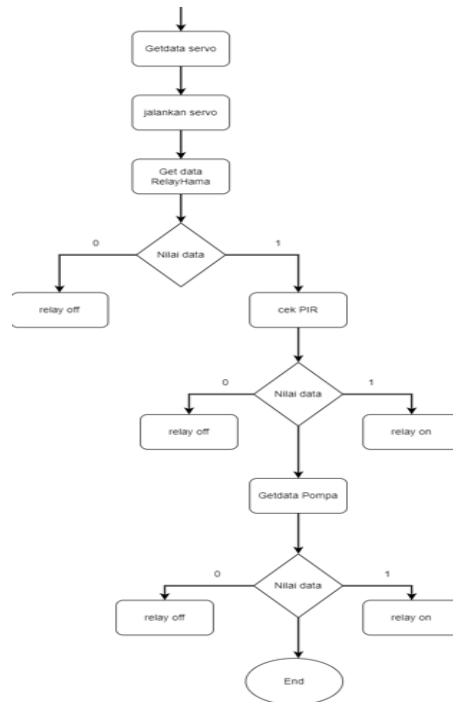 Getdata servo
jalankan servo
Get data
RelayHama
0
Nilai data
1
relay off
cek PIR
0
Nilai data
1
relay off
relay on
Getdata Pompa
0
Nilai data
1
relay off
relay on
End